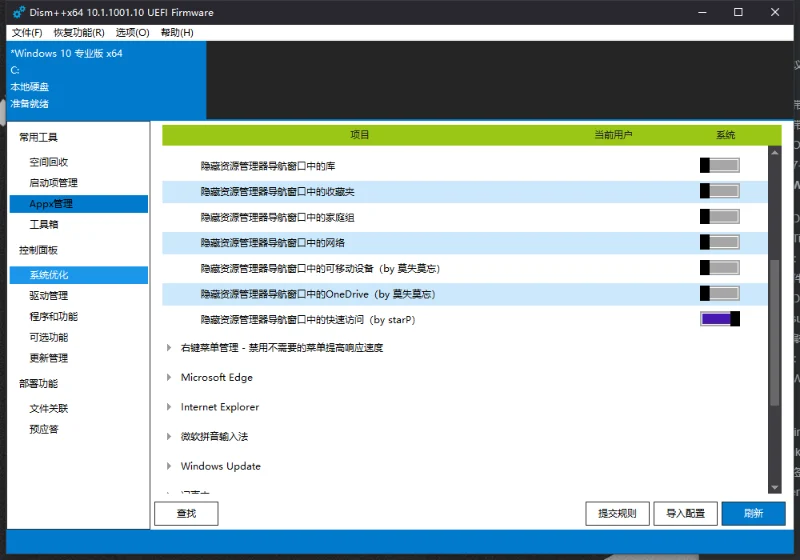 Dism++x64 10.1.1001.10 UEFI Firmware
文件(F) 恢复功能(R) 选项(O) 帮助(H)
*Windows 10 专业版 x64
C:
本地硬盘
准备就绪
常用工具
空间回收
启动项管理
Appx管理
工具箱
控制面板
系统优化
驱动管理
程序和功能
可选功能
更新管理
部署功能
文件关联
预应答
项目 当前用户 系统
隐藏资源管理器导航窗口中的库
隐藏资源管理器导航窗口中的收藏夹
隐藏资源管理器导航窗口中的家庭组
隐藏资源管理器导航窗口中的网络
隐藏资源管理器导航窗口中的可移动设备（by 莫失莫忘）
隐藏资源管理器导航窗口中的OneDrive（by 莫失莫忘）
隐藏资源管理器导航窗口中的快速访问（by starP）
右键菜单管理 - 禁用不需要的菜单提高响应速度
Microsoft Edge
Internet Explorer
微软拼音输入法
Windows Update
查找 提交规则 导入配置 刷新